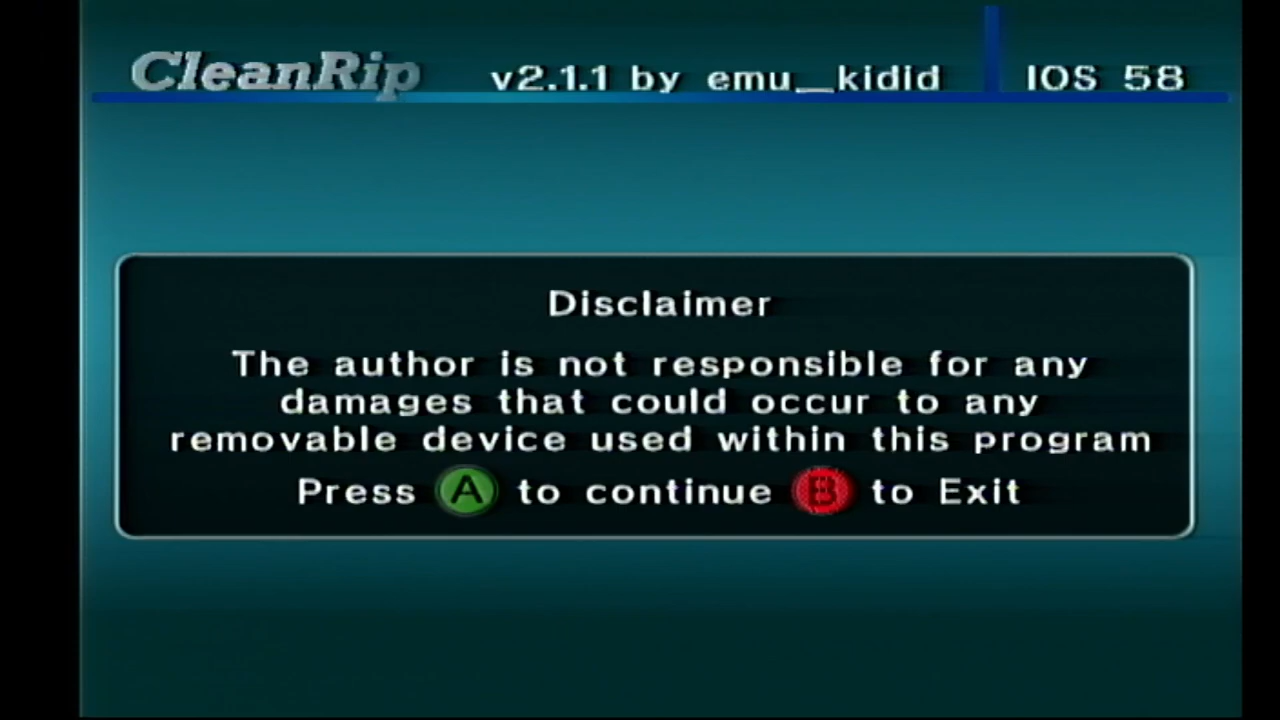 CleanRip v2.1.1 by emu_kidid IOS 58
Disclaimer
The author is not responsible for any
damages that could occur to any
removable device used within this program
Press A to continue B to Exit